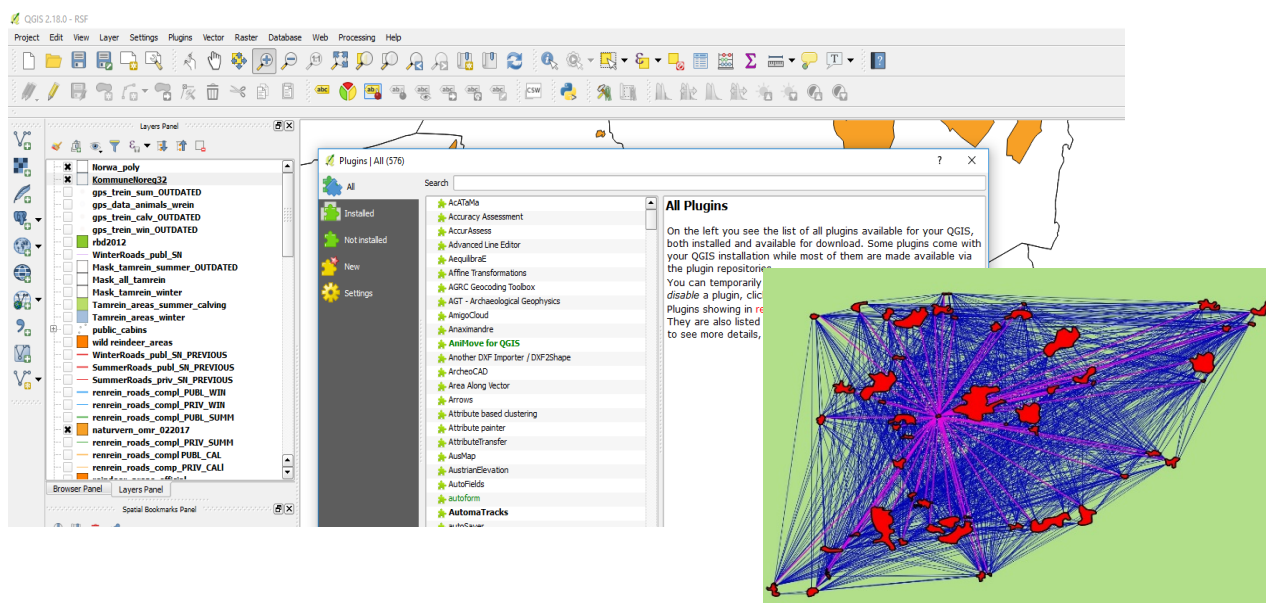 QGIS 2.18.0 - RSF
Project Edit View Layer Settings Plugins Vector Raster Database Web Processing Help
abc
CSW
Layers Panel
Norwa_poly
KommuneNoreg32
gps_trein_sum_OUTDATED
gps_data_animals_wrein
gps_trein_calv_OUTDATED
gps_trein_win_OUTDATED
rbd2012
WinterRoads_publ_SN
Mask_tamrein_summer_OUTDATED
Mask_all_tamrein
Mask_tamrein_winter
Tamrein_areas_summer_calving
Tamrein_areas_winter
public_cabins
wild reindeer_areas
WinterRoads_publ_SN_PREVIOUS
SummerRoads_publ_SN_PREVIOUS
SummerRoads_priv_SN_PREVIOUS
renrein_roads_compl_PUBL_WIN
renrein_roads_compl_PRIV_WIN
renrein_roads_compl_PUBL_SUMM
naturvern_omr_022017
renrein_roads_compl_PRIV_SUMM
renrein_roads_compl PUBL_CAL
renrein_roads_comp_PRIV_CALI
Browser Panel Layers Panel
Spatial Bookmarks Panel
Plugins | All (576)
? X
All
Installed
Not installed
New
Settings
Search
AcATaMa
Accuracy Assessment
AccurAssess
Advanced Line Editor
AequilibraE
Affine Transformations
AGRC Geocoding Toolbox
AGT - Archaeological Geophysics
AmigoCloud
Anaximandre
AniMove for QGIS
Another DXF Importer / DXF2Shape
ArcheoCAD
Area Along Vector
Arrows
Attribute based clustering
Attribute painter
AttributeTransfer
AusMap
AustrianElevation
AutoFields
autoform
AutomaTracks
autoSaver
All Plugins
On the left you see the list of all plugins available for your QGIS,
both installed and available for download. Some plugins come with
your QGIS installation while most of them are made available via
the plugin repositories.
You can temporarily
disable a plugin, clic
Plugins showing in re
They are also listed
to see more details,